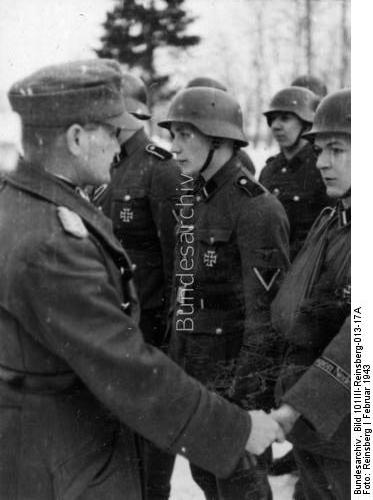 Bundesarchiv
Bundesarchiv, Bild 101III-Reinsberg-013-17A
Foto: Reinsberg | Februar 1943